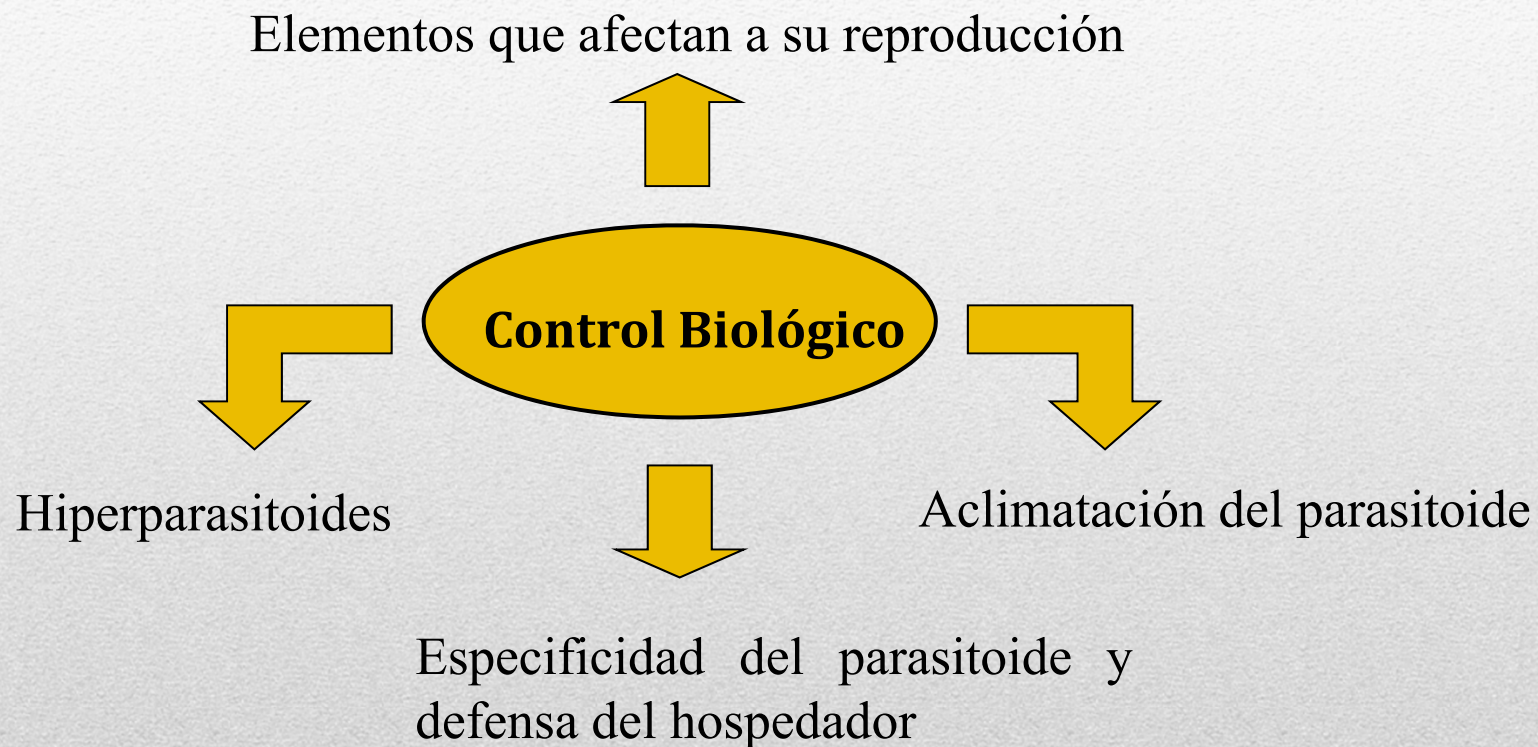 Elementos que afectan a su reproducción
Control Biológico
Hiperparasitoides
Aclimatación del parasitoide
Especificidad del parasitoide y
defensa del hospedador